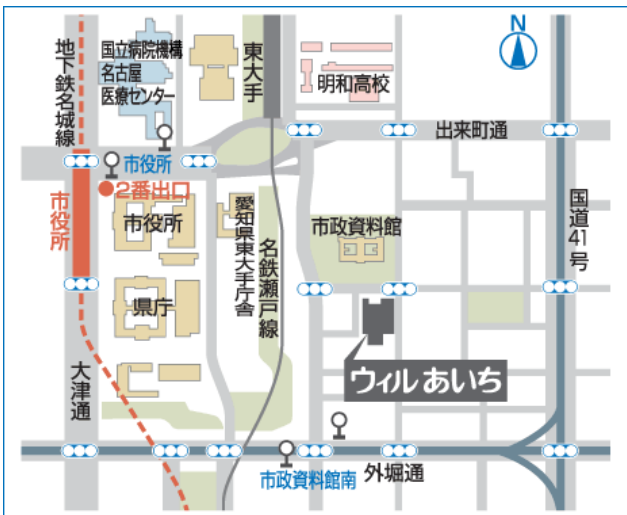 N
地下鉄名城線
国立病院機構
名古屋
医療センター
東大手
明和高校
出来町通
市役所
2番出口
市役所
市役所
愛知県東大手庁舎
名鉄瀬戸線
市政資料館
国道41号
県庁
ウィルあいち
大津通
市政資料館南
外堀通